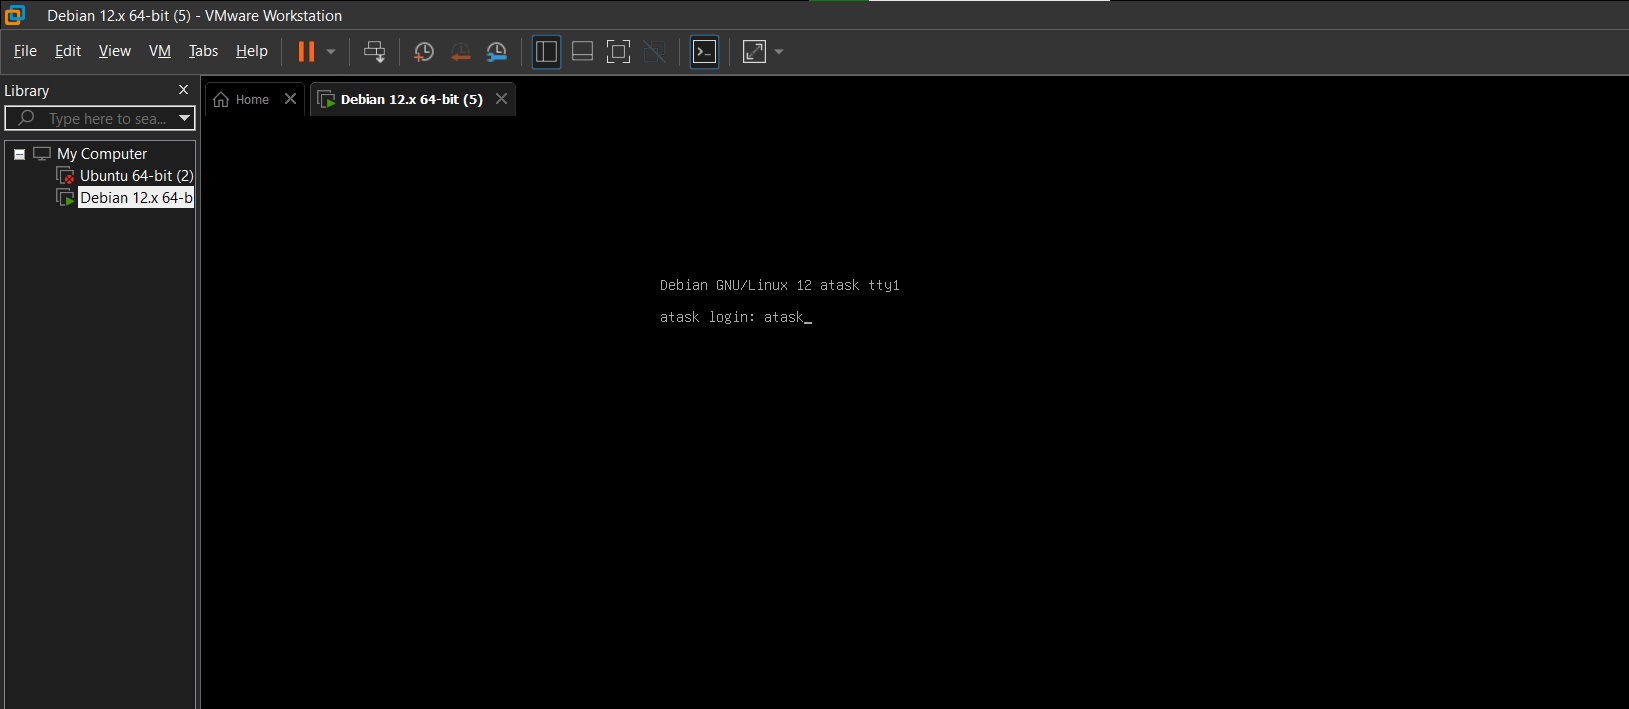 Debian 12.x 64-bit (5) - VMware Workstation
File Edit View VM Tabs Help
Library
Home
Debian 12.x 64-bit (5)
Type here to sea...
My Computer
Ubuntu 64-bit (2)
Debian 12.x 64-b
Debian GNU/Linux 12 atask tty1
atask login: atask_